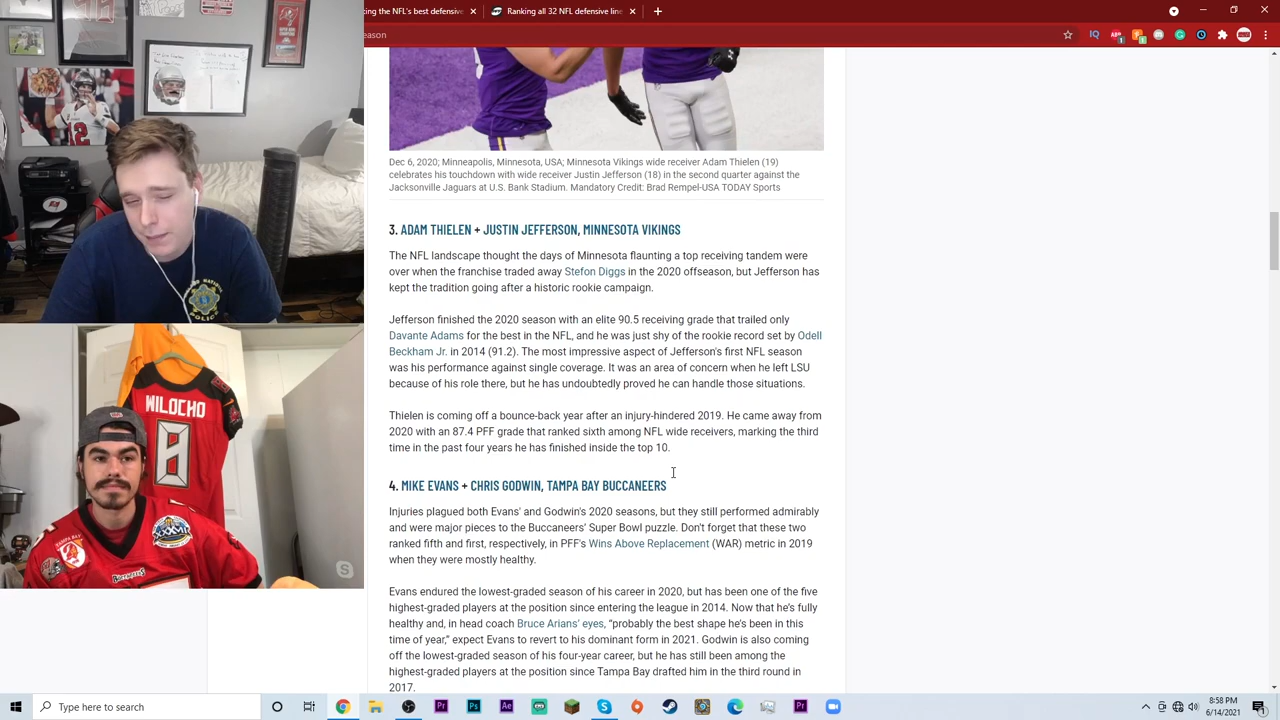 ing NFL's best defensive
Ranking all 32 NFL defensive line
eason
12
WILOCHO
8
TAMPA BAY
BUCCANEERS
XXXVII
POLICE
Dec 6, 2020; Minneapolis, Minnesota, USA; Minnesota Vikings wide receiver Adam Thielen (19)
celebrates his touchdown with wide receiver Justin Jefferson (18) in the second quarter against the
Jacksonville Jaguars at U.S. Bank Stadium. Mandatory Credit: Brad Rempel-USA TODAY Sports
3. ADAM THIELEN + JUSTIN JEFFERSON, MINNESOTA VIKINGS
The NFL landscape thought the days of Minnesota flaunting a top receiving tandem were
over when the franchise traded away Stefon Diggs in the 2020 offseason, but Jefferson has
kept the tradition going after a historic rookie campaign.
Jefferson finished the 2020 season with an elite 90.5 receiving grade that trailed only
Davante Adams for the best in the NFL, and he was just shy of the rookie record set by Odell
Beckham Jr. in 2014 (91.2). The most impressive aspect of Jefferson's first NFL season
was his performance against single coverage. It was an area of concern when he left LSU
because of his role there, but he has undoubtedly proved he can handle those situations.
Thielen is coming off a bounce-back year after an injury-hindered 2019. He came away from
2020 with an 87.4 PFF grade that ranked sixth among NFL wide receivers, marking the third
time in the past four years he has finished inside the top 10.
4. MIKE EVANS + CHRIS GODWIN, TAMPA BAY BUCCANEERS
Injuries plagued both Evans' and Godwin's 2020 seasons, but they still performed admirably
and were major pieces to the Buccaneers' Super Bowl puzzle. Don't forget that these two
ranked fifth and first, respectively, in PFF's Wins Above Replacement (WAR) metric in 2019
when they were mostly healthy.
Evans endured the lowest-graded season of his career in 2020, but has been one of the five
highest-graded players at the position since entering the league in 2014. Now that he's fully
healthy and, in head coach Bruce Arians' eyes, “probably the best shape he's been in this
time of year,” expect Evans to revert to his dominant form in 2021. Godwin is also coming
off the lowest-graded season of his four-year career, but he has still been among the
highest-graded players at the position since Tampa Bay drafted him in the third round in
2017.
Type here to search
8:58 PM
6/14/2021